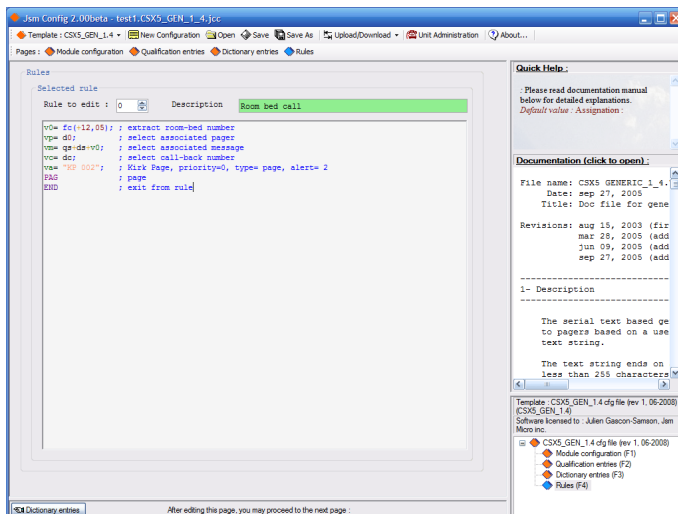 Jsm Config 2.00beta - test1.CSX5_GEN_1_4.jcc
Template : CSX5_GEN_1.4 New Configuration Open Save Save As Upload/Download Unit Administration About...
Pages : Module configuration Qualification entries Dictionary entries Rules
Rules
Selected rule
Rule to edit : 0 Description Room bed call
v0= fc(+12,05); ; extract room-bed number
vp= d0; ; select associated pager
vm= qs+ds+v0; ; select associated message
vc= dc; ; select call-back number
va= "KP 002"; ; Kirk Page, priority=0, type= page, alert= 2
PAG ; page
END ; exit from rule
Quick Help :
: Please read documentation manual
below for detailed explanations.
Default value : Assignation :
Documentation (click to open) :
File name: CSX5 GENERIC_1_4.
Date: sep 27, 2005
Title: Doc file for gene
Revisions: aug 15, 2003 (fir
mar 28, 2005 (add
jun 09, 2005 (add
sep 27, 2005 (add
----------------------------
1- Description
----------------------------
The serial text based ge
to pagers based on a use
text string.
The text string ends on
less than 255 characters
Template : CSX5_GEN_1.4 cfg file (rev 1, 06-2008)
(CSX5_GEN_1.4)
Software licensed to : Julien Gascon-Samson, Jsm
Micro inc.
CSX5_GEN_1.4 cfg file (rev 1, 06-2008)
Module configuration (F1)
Qualification entries (F2)
Dictionary entries (F3)
Rules (F4)
Dictionary entries After editing this page, you may proceed to the next page :